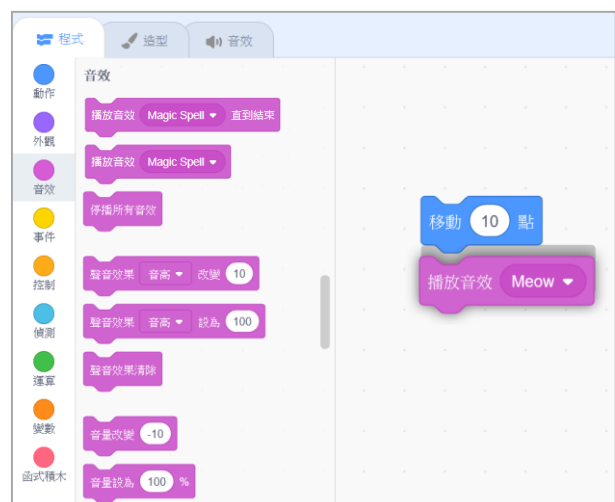 程式 造型 音效
動作
外觀
音效
事件
控制
偵測
運算
變數
函式積木
音效
播放音效 Magic Spell 直到結束
播放音效 Magic Spell
停播所有音效
聲音效果 音高 改變 10
聲音效果 音高 設為 100
聲音效果清除
音量改變 -10
音量設為 100 %
移動 10 點
播放音效 Meow